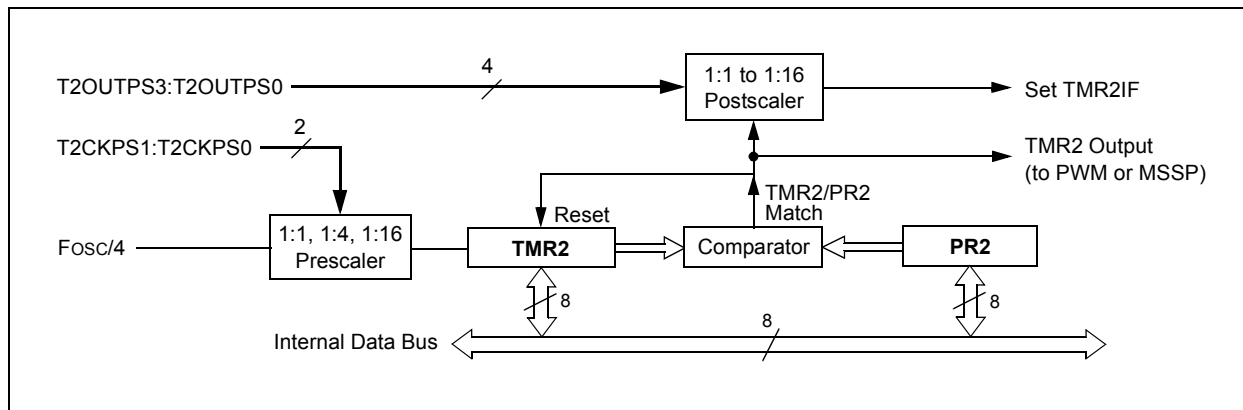 4
1:1 to 1:16
T2OUTPS3:T2OUTPS0
Postscaler
Set TMR2IF
2
T2CKPS1:T2CKPS0
TMR2 Output
(to PWM or MSSP)
TMR2/PR2
Match
Reset
1:1, 1:4, 1:16
Prescaler
FOSC/4
TMR2
Comparator
PR2
8
8
8
Internal Data Bus